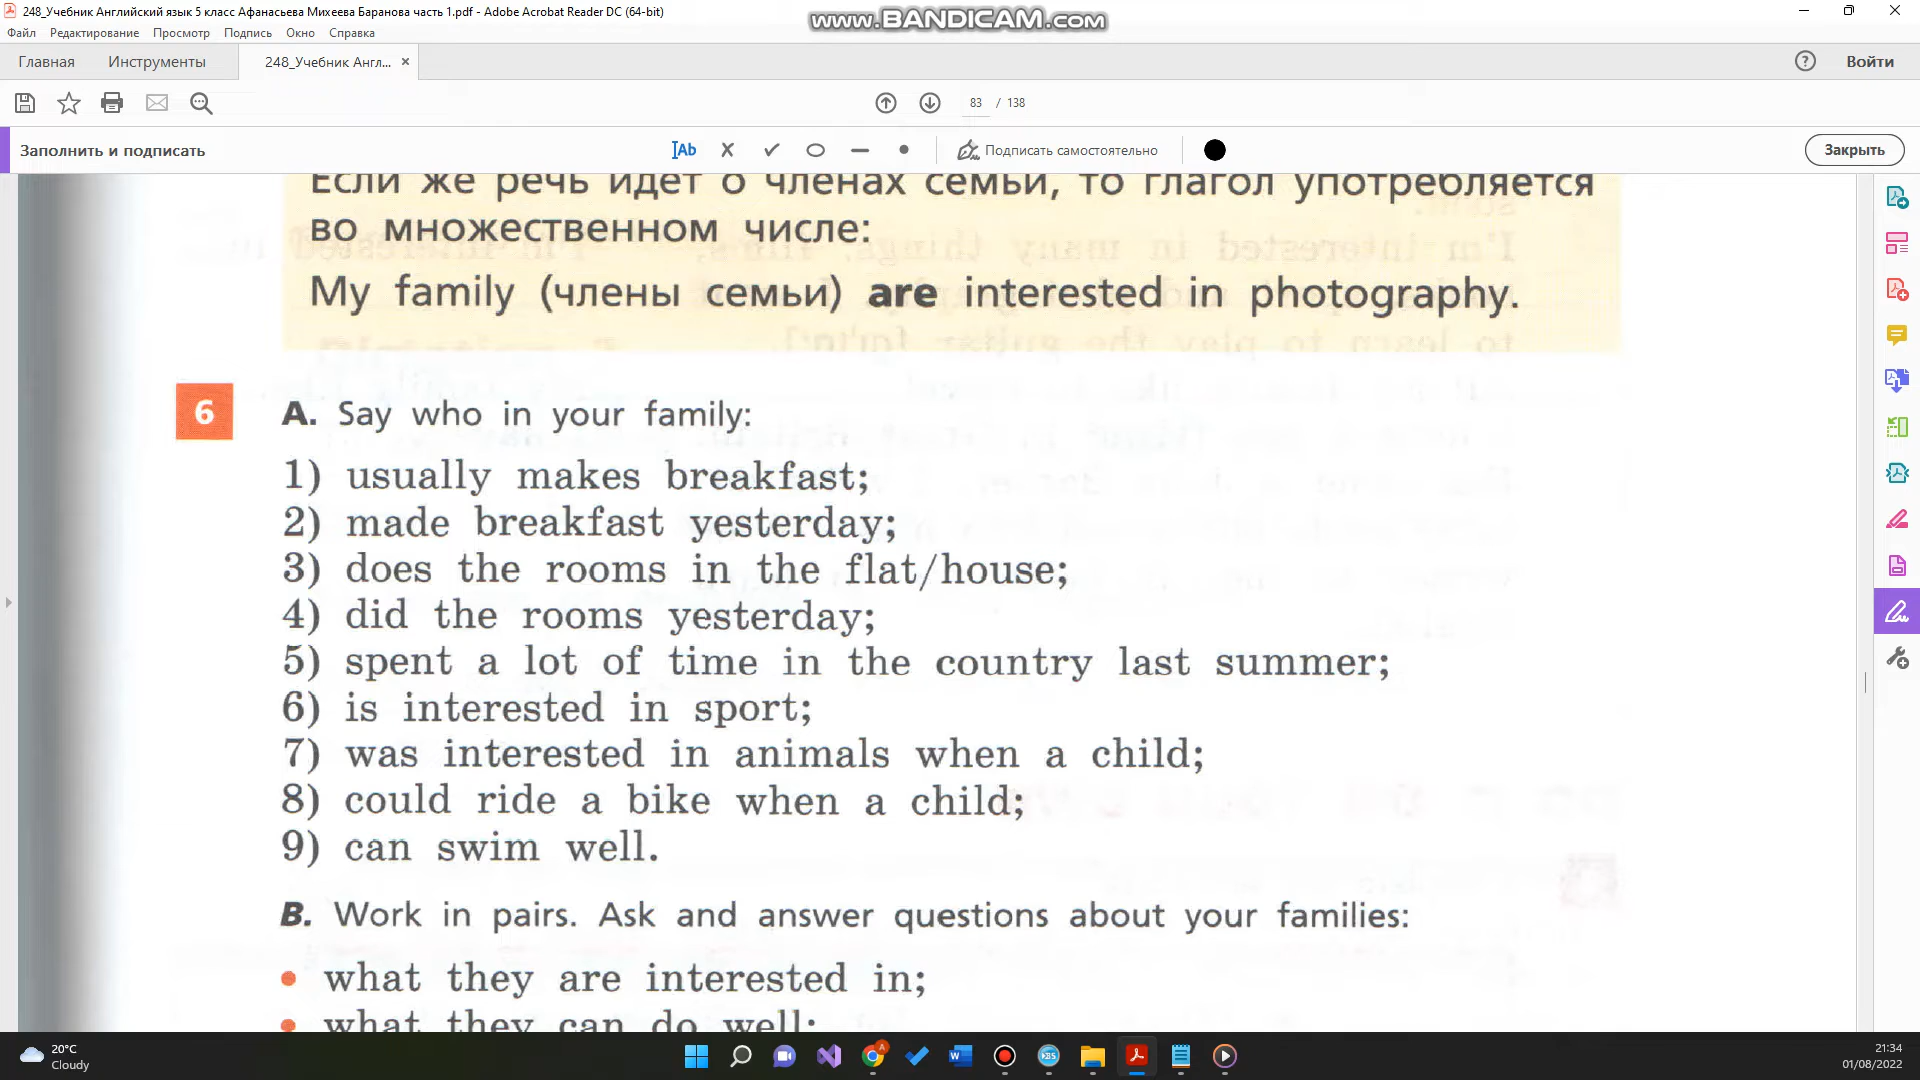 248_Учебник Английский язык 5 класс Афанасьева Михеева Баранова часть 1.pdf - Adobe Acrobat Reader DC (64-bit)
www.BANDICAM.com
Файл Редактирование Просмотр Подпись Окно Справка
Главная Инструменты 248_Учебник Англ... × Войти
83 / 138
Заполнить и подписать Ab Подписать самостоятельно Закрыть
Если же речь идёт о членах семьи, то глагол употребляется
во множественном числе:
My family (члены семьи) are interested in photography.
6 A. Say who in your family:
1) usually makes breakfast;
2) made breakfast yesterday;
3) does the rooms in the flat/house;
4) did the rooms yesterday;
5) spent a lot of time in the country last summer;
6) is interested in sport;
7) was interested in animals when a child;
8) could ride a bike when a child;
9) can swim well.
B. Work in pairs. Ask and answer questions about your families:
• what they are interested in;
• what they can do well;
20°C
Cloudy
21:34
01/08/2022